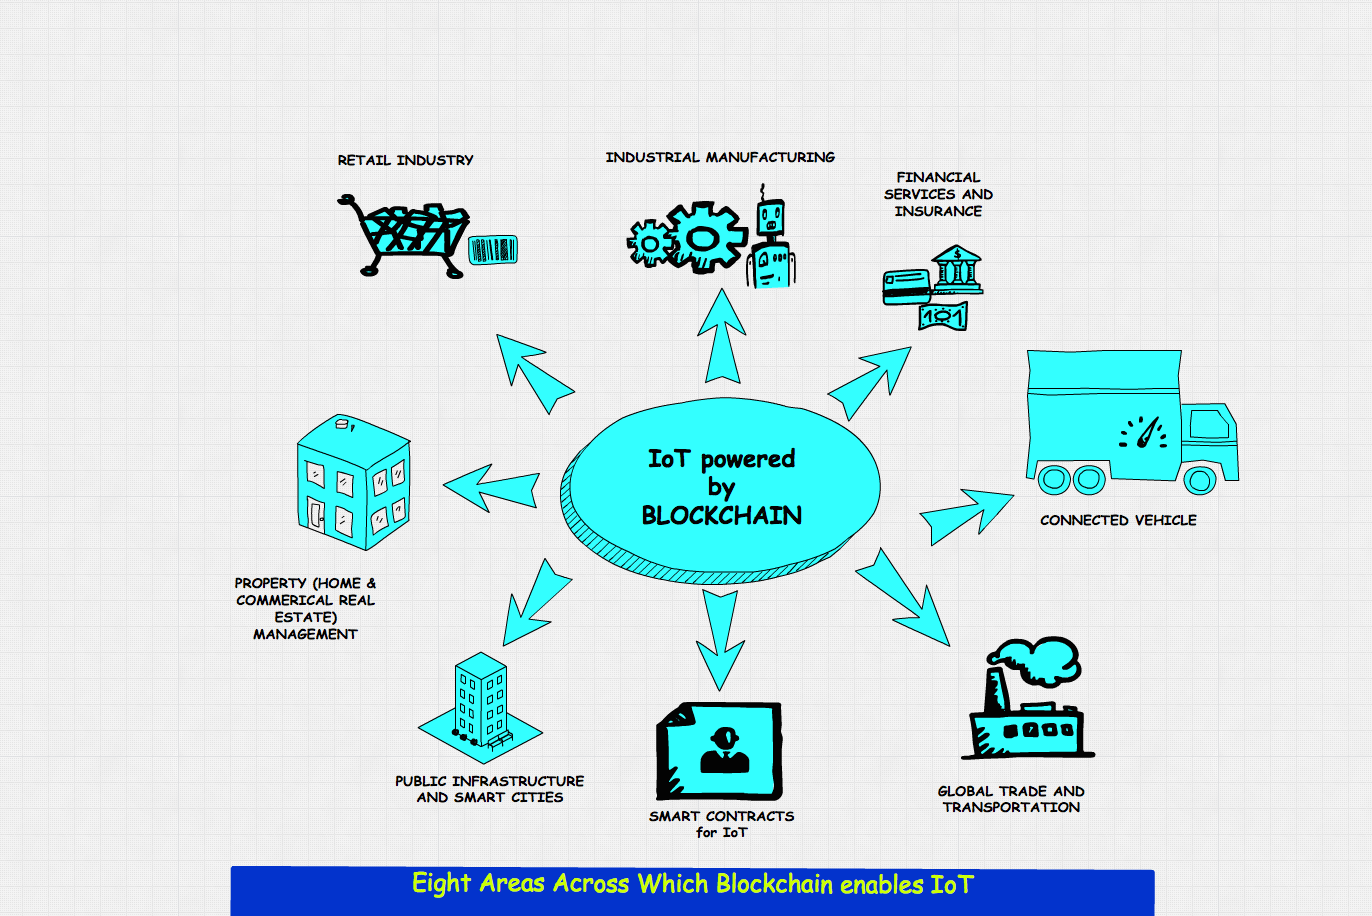 RETAIL INDUSTRY
INDUSTRIAL MANUFACTURING
FINANCIAL
SERVICES AND
INSURANCE
$
101
IoT powered
by
BLOCKCHAIN
CONNECTED VEHICLE
PROPERTY (HOME &
COMMERICAL REAL
ESTATE)
MANAGEMENT
PUBLIC INFRASTRUCTURE
AND SMART CITIES
SMART CONTRACTS
for IoT
GLOBAL TRADE AND
TRANSPORTATION
Eight Areas Across Which Blockchain enables IoT